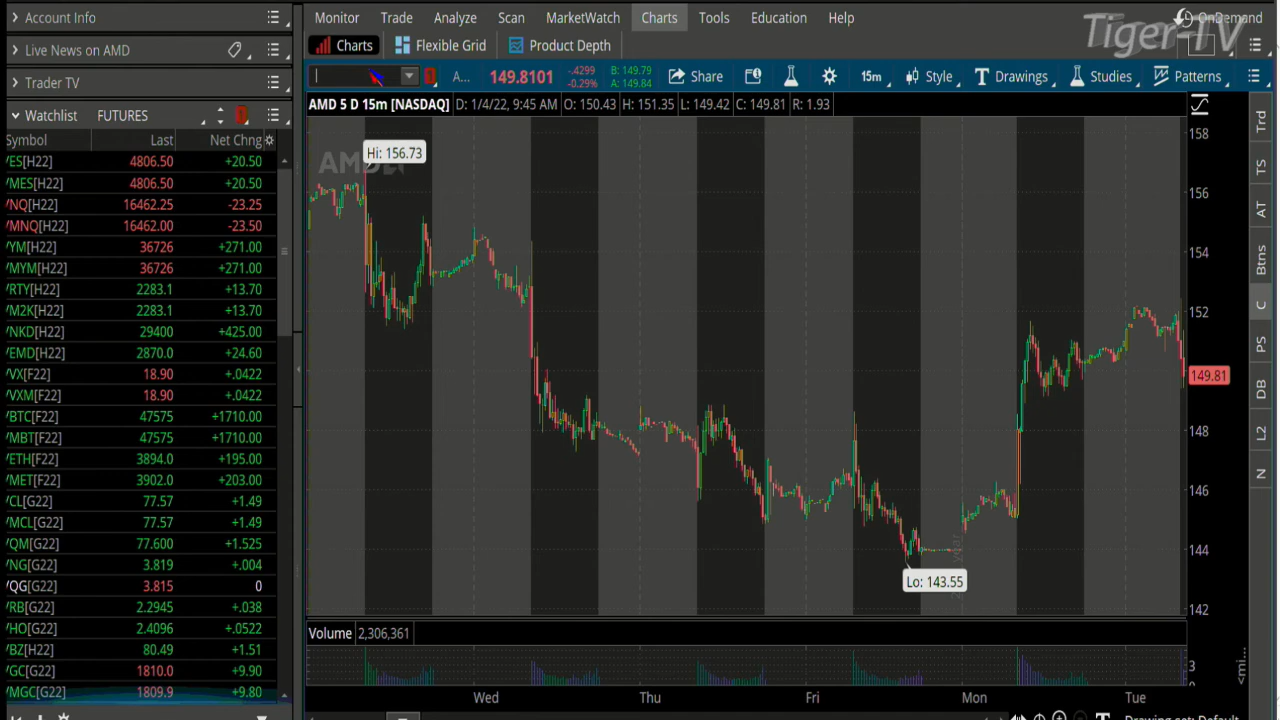 Account Info
Live News on AMD
Trader TV
Watchlist FUTURES
Symbol Last Net Chng
/ES[H22] 4806.50 +20.50
/MES[H22] 4806.50 +20.50
/NQ[H22] 16462.25 -23.25
/MNQ[H22] 16462.00 -23.50
/YM[H22] 36726 +271.00
/MYM[H22] 36726 +271.00
/RTY[H22] 2283.1 +13.70
/M2K[H22] 2283.1 +13.70
/NKD[H22] 29400 +425.00
/EMD[H22] 2870.0 +24.60
/VX[F22] 18.90 +.0422
/VXM[F22] 18.90 +.0422
/BTC[F22] 47575 +1710.00
/MBT[F22] 47575 +1710.00
/ETH[F22] 3894.0 +195.00
/MET[F22] 3902.0 +203.00
/CL[G22] 77.57 +1.49
/MCL[G22] 77.57 +1.49
/QM[G22] 77.600 +1.525
/NG[G22] 3.819 +.004
/QG[G22] 3.815 0
/RB[G22] 2.2945 +.038
/HO[G22] 2.4096 +.0522
/BZ[H22] 80.49 +1.51
/GC[G22] 1810.0 +9.90
/MGC[G22] 1809.9 +9.80
Monitor Trade Analyze Scan MarketWatch Charts Tools Education Help
OnDemand
Tiger-TV
Charts Flexible Grid Product Depth
A... 149.8101 -.4299 -0.29% B: 149.79 A: 149.84 Share 15m Style Drawings Studies Patterns
AMD 5 D 15m [NASDAQ] D: 1/4/22, 9:45 AM O: 150.43 H: 151.35 L: 149.42 C: 149.81 R: 1.93
AMD
Hi: 156.73
Lo: 143.55
year
158
156
154
152
149.81
148
146
144
142
Volume 2,306,361
3
0
<mi...
Wed Thu Fri Mon Tue
Drawing set: Default
Trd
TS
AT
Btns
C
PS
DB
L2
N